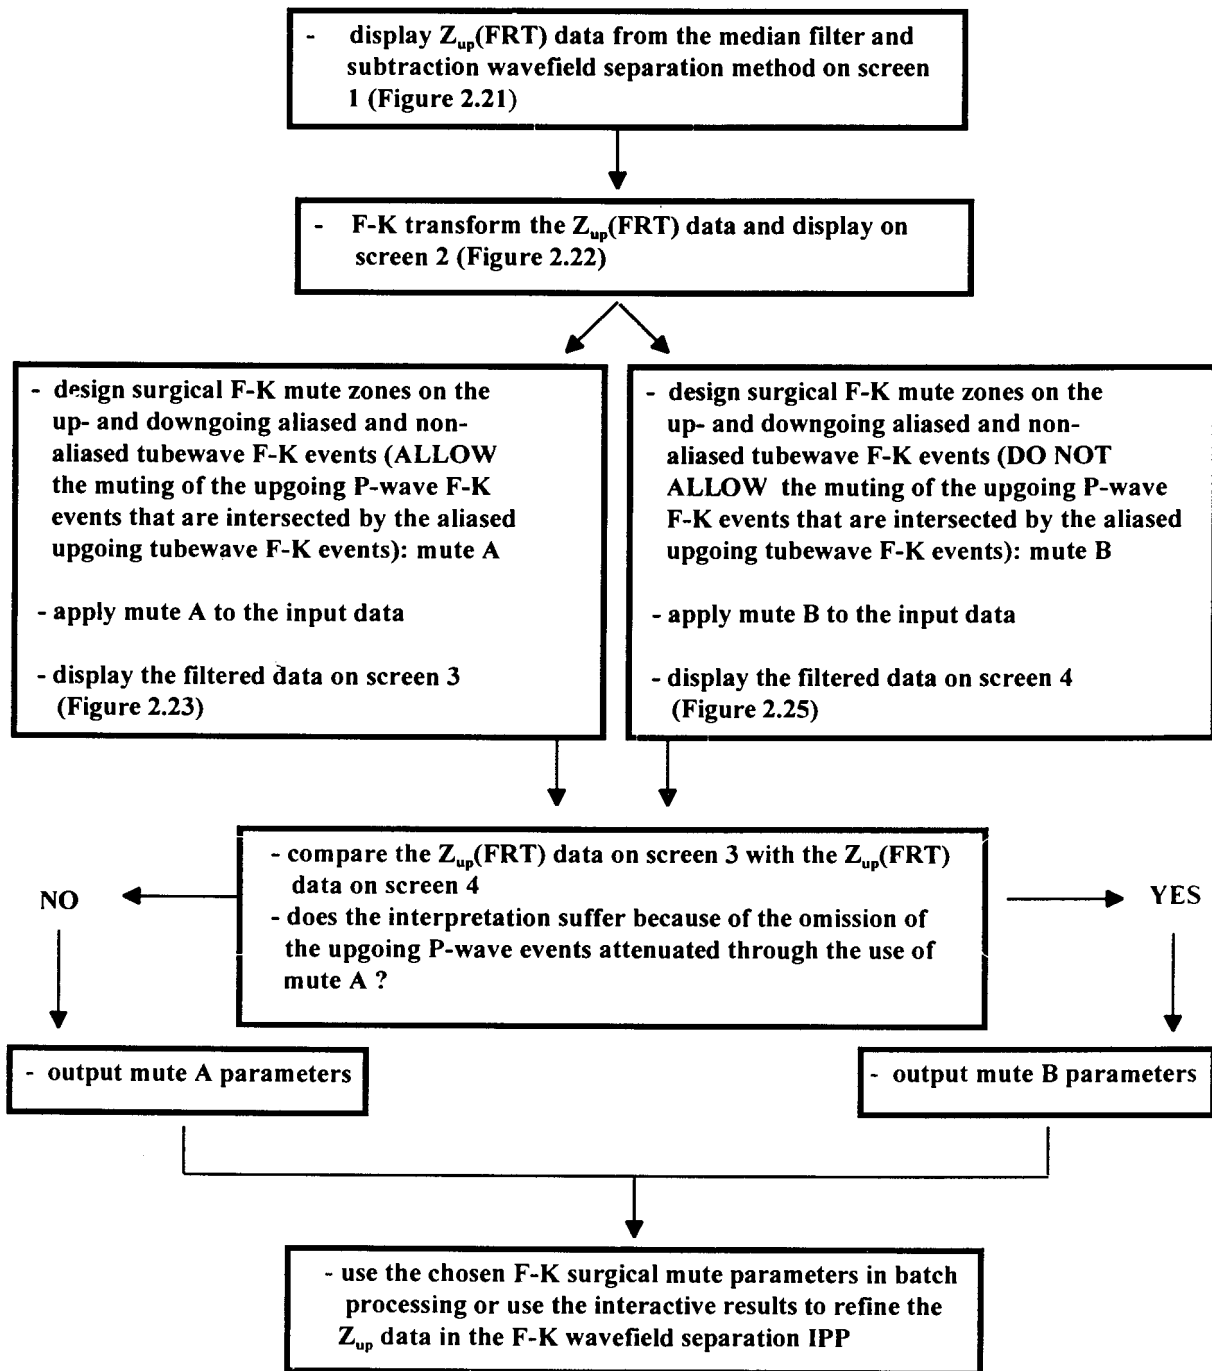 - display Zup(FRT) data from the median filter and
subtraction wavefield separation method on screen
1 (Figure 2.21)
- F-K transform the Zup(FRT) data and display on
screen 2 (Figure 2.22)
- design surgical F-K mute zones on the
up- and downgoing aliased and non-
aliased tubewave F-K events (ALLOW
the muting of the upgoing P-wave F-K
events that are intersected by the aliased
upgoing tubewave F-K events): mute A
- apply mute A to the input data
- display the filtered data on screen 3
(Figure 2.23)
- design surgical F-K mute zones on the
up- and downgoing aliased and non-
aliased tubewave F-K events (DO NOT
ALLOW the muting of the upgoing P-wave
F-K events that are intersected by the aliased
upgoing tubewave F-K events): mute B
- apply mute B to the input data
- display the filtered data on screen 4
(Figure 2.25)
- compare the Zup(FRT) data on screen 3 with the Zup(FRT)
data on screen 4
- does the interpretation suffer because of the omission of
the upgoing P-wave events attenuated through the use of
mute A ?
NO
YES
- output mute A parameters
- output mute B parameters
- use the chosen F-K surgical mute parameters in batch
processing or use the interactive results to refine the
Zup data in the F-K wavefield separation IPP